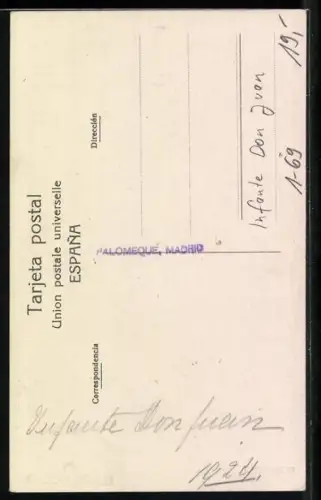 Tarjeta postal
Union postale universelle
ESPAÑA
Correspondencia
Dirección
PALOMEQUE, MADRID
Infante Don Juan
1-69
19,-
Infante Don Juan
1924.